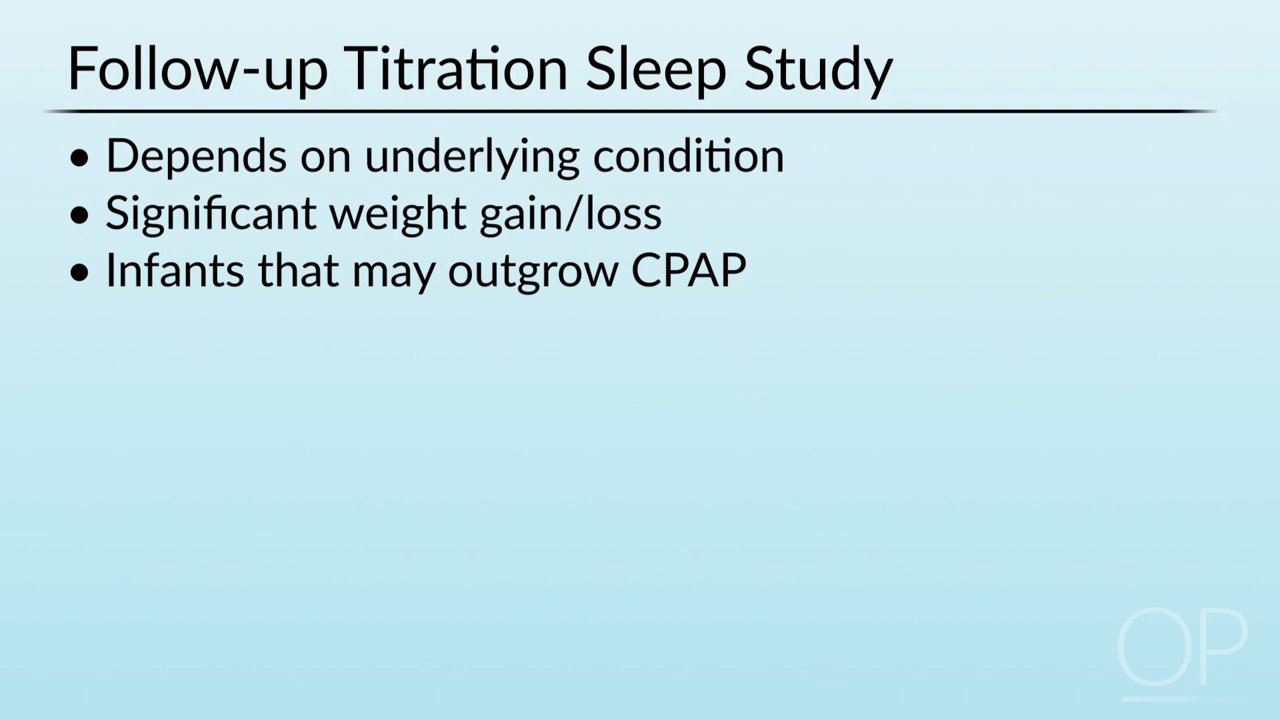 Follow-up Titration Sleep Study
• Depends on underlying condition
• Significant weight gain/loss
• Infants that may outgrow CPAP
OP